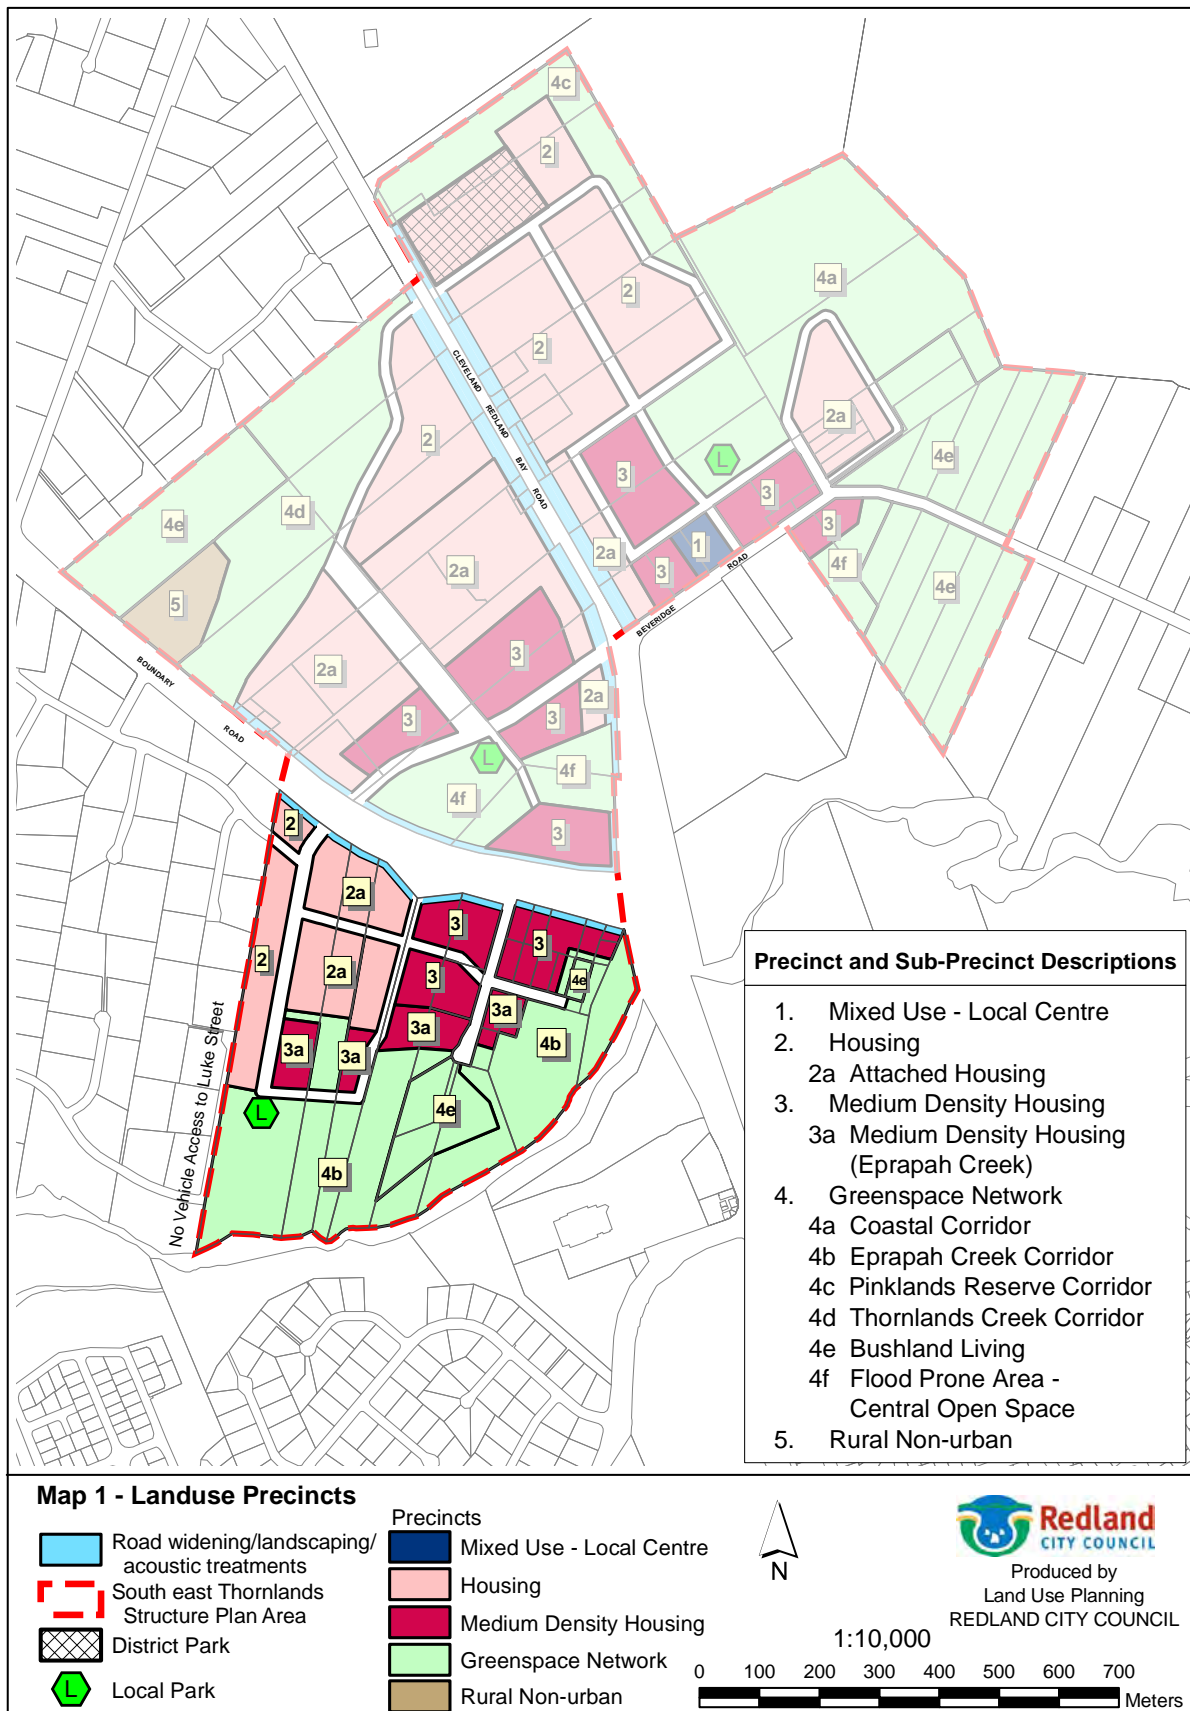 4c
2
4a
2
2
CLEVELAND REDLAND BAY ROAD
2a
2
L
4e
3
3
4e
4d
3
2a
1
4f
2a
3
ROAD
4e
5
BEVERIDGE
3
2a
BOUNDARY
2a
3
3
ROAD
L
4f
4f
2
3
2a
3
3
2
2a
3
4e
3a
3a
3a
3a
4b
L
4e
4b
No Vehicle Access to Luke Street
Precinct and Sub-Precinct Descriptions
1. Mixed Use - Local Centre
2. Housing
2a Attached Housing
3. Medium Density Housing
3a Medium Density Housing
(Eprapah Creek)
4. Greenspace Network
4a Coastal Corridor
4b Eprapah Creek Corridor
4c Pinklands Reserve Corridor
4d Thornlands Creek Corridor
4e Bushland Living
4f Flood Prone Area -
Central Open Space
5. Rural Non-urban
Map 1 - Landuse Precincts
Road widening/landscaping/
acoustic treatments
South east Thornlands
Structure Plan Area
District Park
L Local Park
Precincts
Mixed Use - Local Centre
Housing
Medium Density Housing
Greenspace Network
Rural Non-urban
N
Redland
CITY COUNCIL
Produced by
Land Use Planning
REDLAND CITY COUNCIL
1:10,000
0 100 200 300 400 500 600 700
Meters